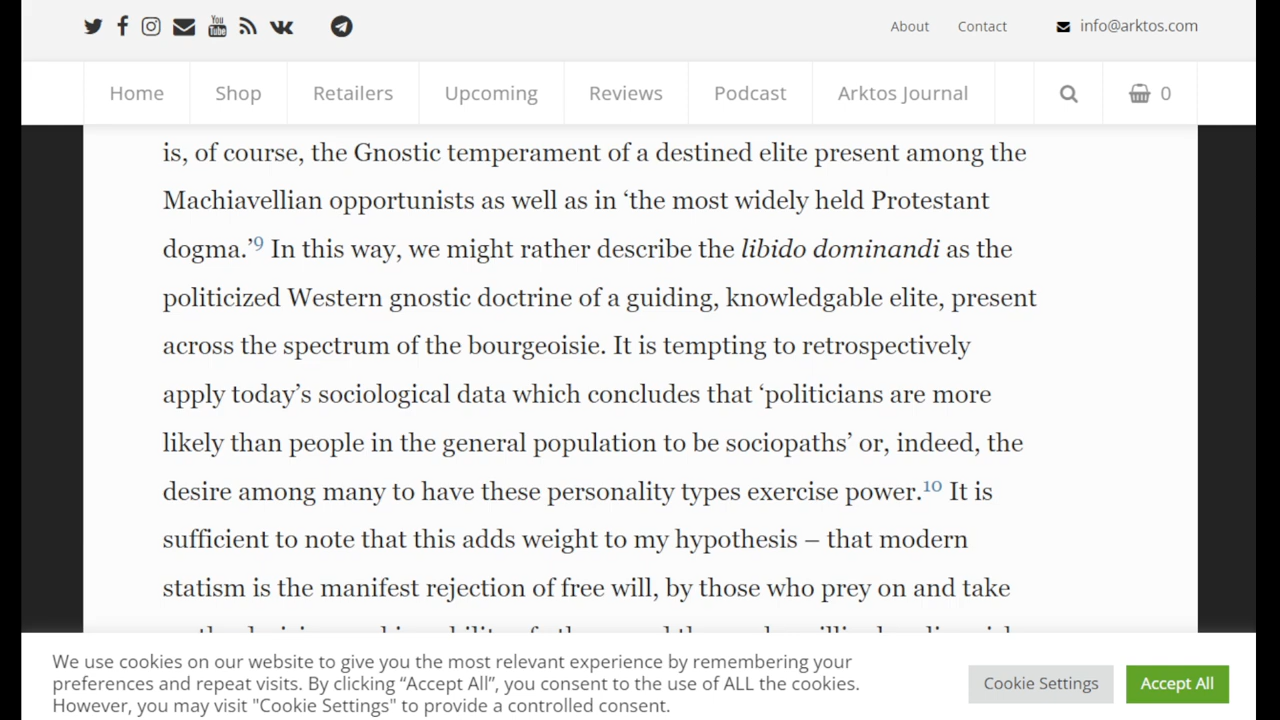 You Tube
About Contact info@arktos.com
Home Shop Retailers Upcoming Reviews Podcast Arktos Journal 0
is, of course, the Gnostic temperament of a destined elite present among the
Machiavellian opportunists as well as in ‘the most widely held Protestant
dogma.’9 In this way, we might rather describe the libido dominandi as the
politicized Western gnostic doctrine of a guiding, knowledgable elite, present
across the spectrum of the bourgeoisie. It is tempting to retrospectively
apply today’s sociological data which concludes that ‘politicians are more
likely than people in the general population to be sociopaths’ or, indeed, the
desire among many to have these personality types exercise power.10 It is
sufficient to note that this adds weight to my hypothesis – that modern
statism is the manifest rejection of free will, by those who prey on and take
We use cookies on our website to give you the most relevant experience by remembering your
preferences and repeat visits. By clicking “Accept All”, you consent to the use of ALL the cookies.
However, you may visit "Cookie Settings" to provide a controlled consent.
Cookie Settings Accept All